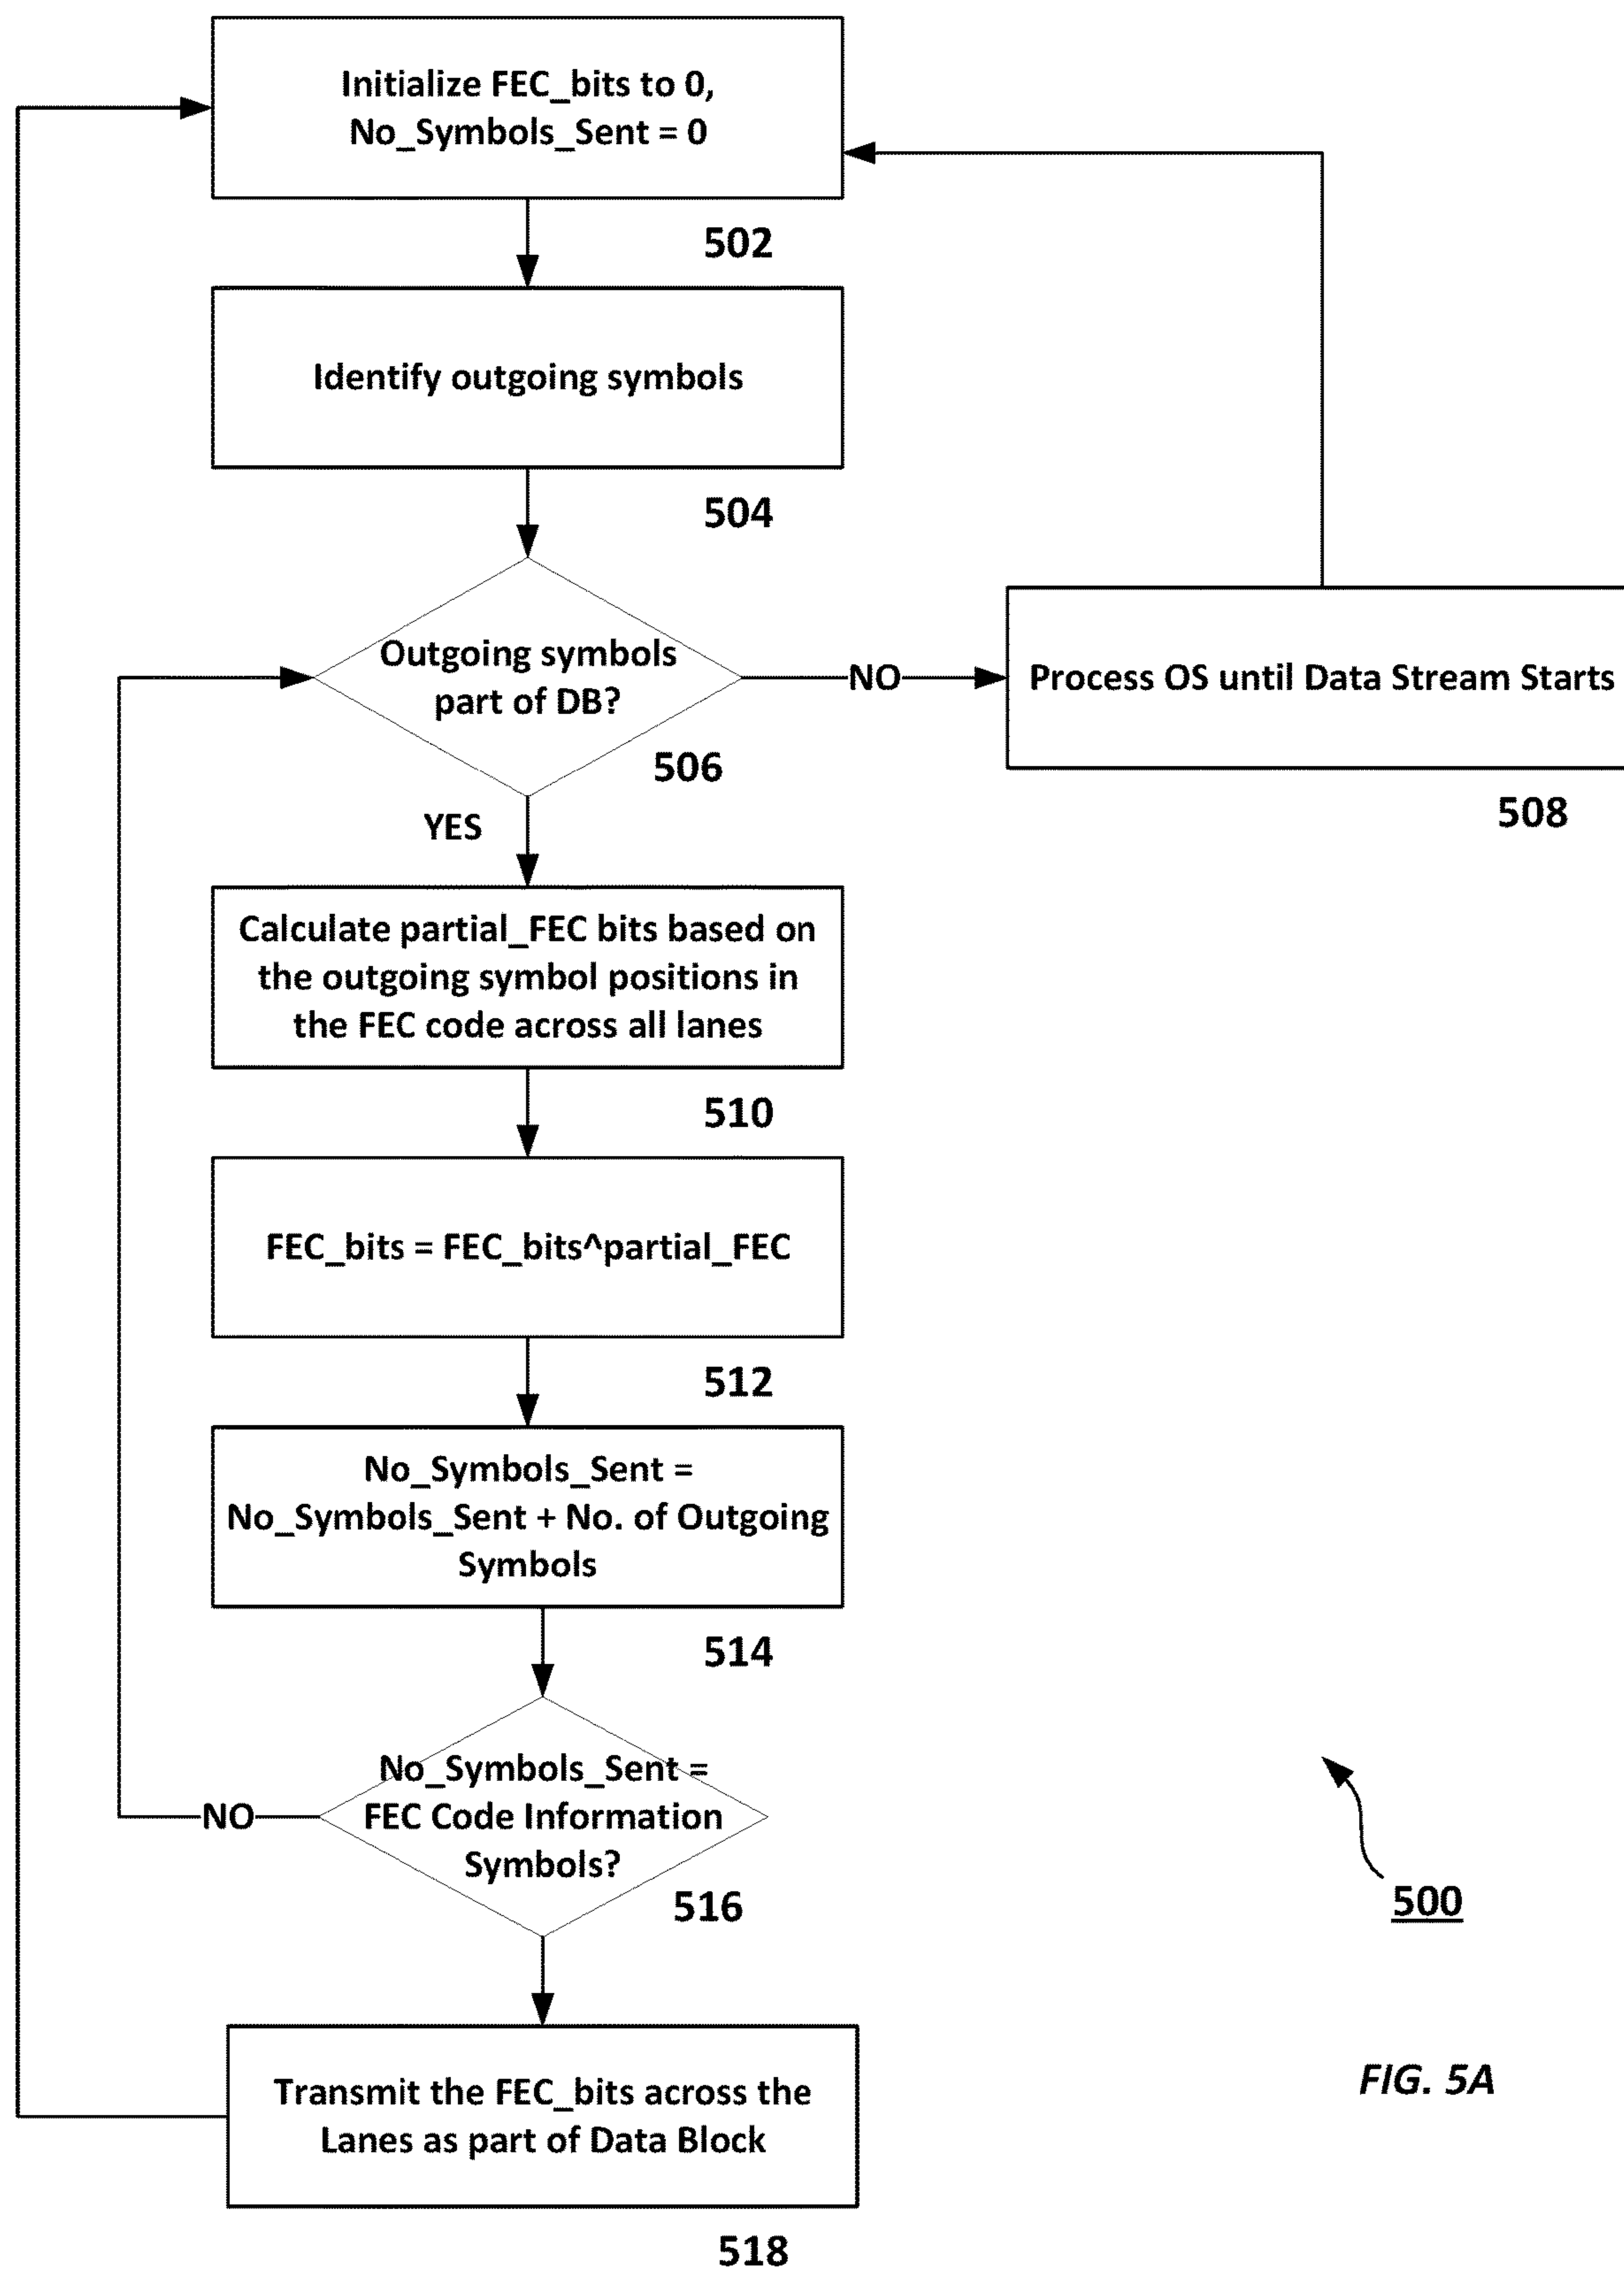 Initialize FEC_bits to 0,
No_Symbols_Sent = 0
502
Identify outgoing symbols
504
Outgoing symbols
part of DB?
506
NO
Process OS until Data Stream Starts
508
YES
Calculate partial_FEC bits based on
the outgoing symbol positions in
the FEC code across all lanes
510
FEC_bits = FEC_bits^partial_FEC
512
No_Symbols_Sent =
No_Symbols_Sent + No. of Outgoing
Symbols
514
No_Symbols_Sent =
FEC Code Information
Symbols?
516
NO
Transmit the FEC_bits across the
Lanes as part of Data Block
518
500
FIG. 5A